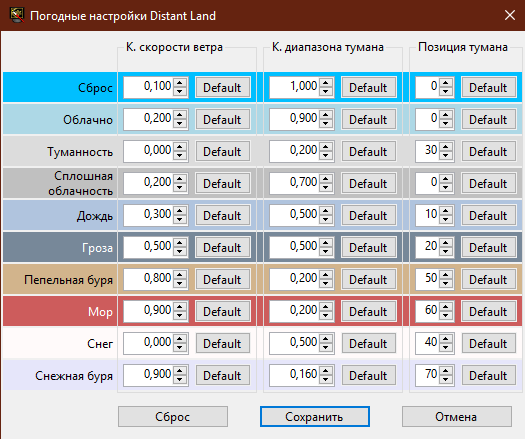 Погодные настройки Distant Land
К. скорости ветра К. диапазона тумана Позиция тумана
Сброс 0,100 Default 1,000 Default 0 Default
Облачно 0,200 Default 0,900 Default 0 Default
Туманность 0,000 Default 0,200 Default 30 Default
Сплошная
облачность 0,200 Default 0,700 Default 0 Default
Дождь 0,300 Default 0,500 Default 10 Default
Гроза 0,500 Default 0,500 Default 20 Default
Пепельная буря 0,800 Default 0,200 Default 50 Default
Мор 0,900 Default 0,200 Default 60 Default
Снег 0,000 Default 0,500 Default 40 Default
Снежная буря 0,900 Default 0,160 Default 70 Default
Сброс Сохранить Отмена